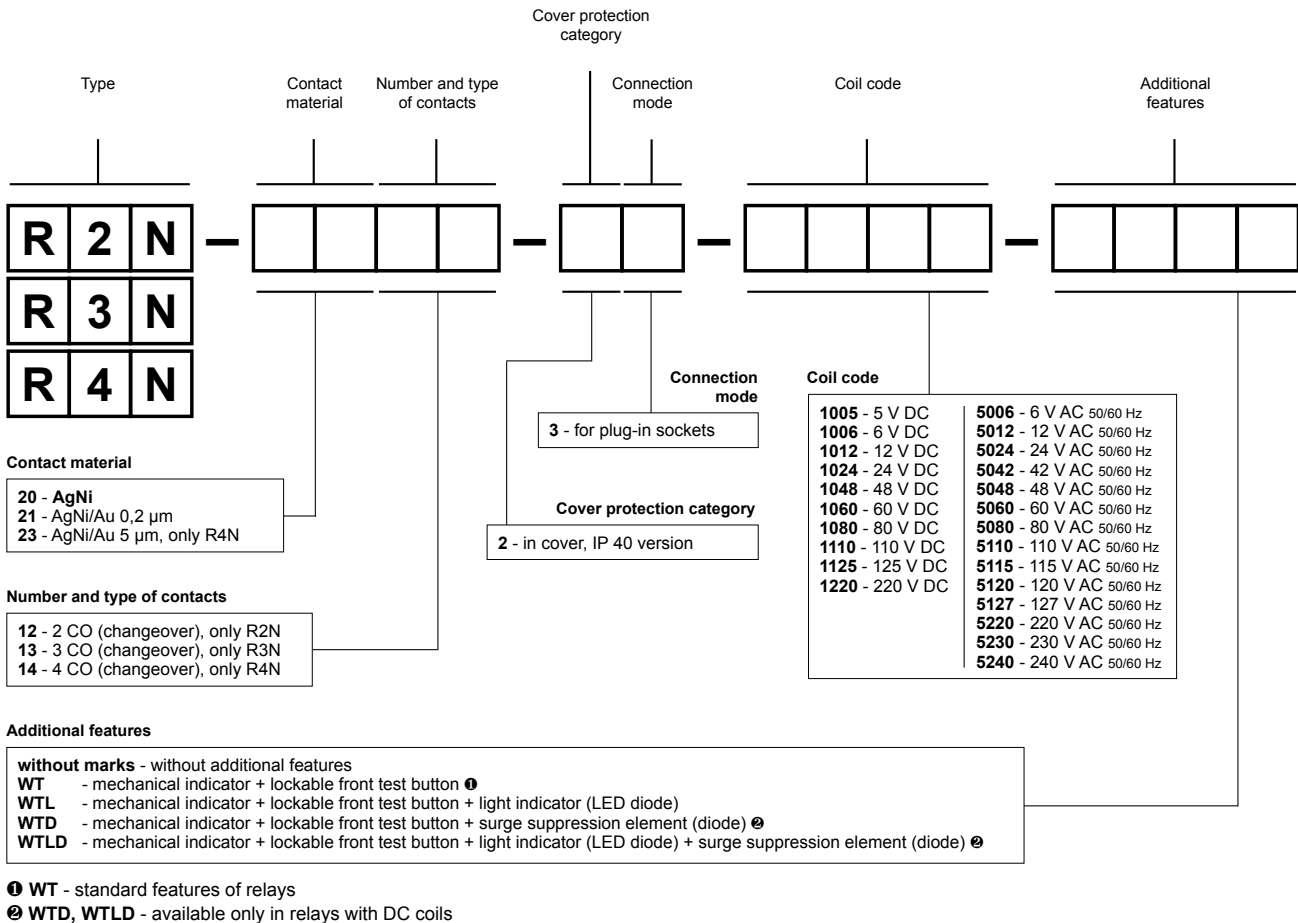 Cover protection
category
Type
Contact
material
Number and type
of contacts
Connection
mode
Coil code
Additional
features
R 2 N – – – –
R 3 N
R 4 N
Contact material
20 - AgNi
21 - AgNi/Au 0,2 µm
23 - AgNi/Au 5 µm, only R4N
Number and type of contacts
12 - 2 CO (changeover), only R2N
13 - 3 CO (changeover), only R3N
14 - 4 CO (changeover), only R4N
Connection
mode
3 - for plug-in sockets
Cover protection category
2 - in cover, IP 40 version
Coil code
1005 - 5 V DC
1006 - 6 V DC
1012 - 12 V DC
1024 - 24 V DC
1048 - 48 V DC
1060 - 60 V DC
1080 - 80 V DC
1110 - 110 V DC
1125 - 125 V DC
1220 - 220 V DC
5006 - 6 V AC 50/60 Hz
5012 - 12 V AC 50/60 Hz
5024 - 24 V AC 50/60 Hz
5042 - 42 V AC 50/60 Hz
5048 - 48 V AC 50/60 Hz
5060 - 60 V AC 50/60 Hz
5080 - 80 V AC 50/60 Hz
5110 - 110 V AC 50/60 Hz
5115 - 115 V AC 50/60 Hz
5120 - 120 V AC 50/60 Hz
5127 - 127 V AC 50/60 Hz
5220 - 220 V AC 50/60 Hz
5230 - 230 V AC 50/60 Hz
5240 - 240 V AC 50/60 Hz
Additional features
without marks - without additional features
WT - mechanical indicator + lockable front test button ❶
WTL - mechanical indicator + lockable front test button + light indicator (LED diode)
WTD - mechanical indicator + lockable front test button + surge suppression element (diode) ❷
WTLD - mechanical indicator + lockable front test button + light indicator (LED diode) + surge suppression element (diode) ❷
❶ WT - standard features of relays
❷ WTD, WTLD - available only in relays with DC coils